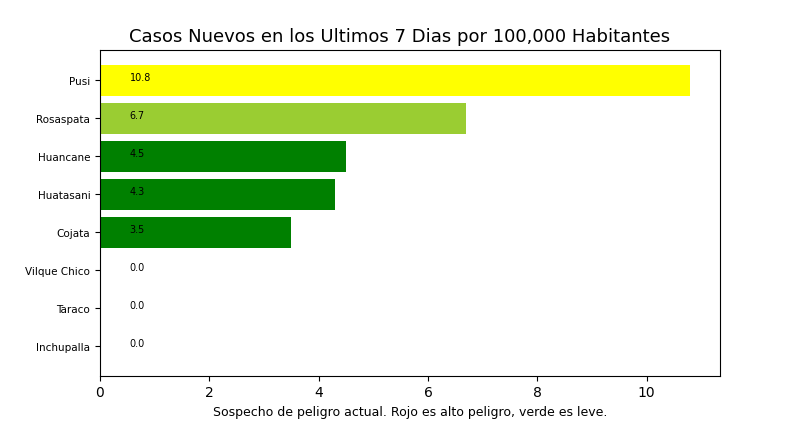 Casos Nuevos en los Ultimos 7 Dias por 100,000 Habitantes
Pusi 10.8
Rosaspata 6.7
Huancane 4.5
Huatasani 4.3
Cojata 3.5
Vilque Chico 0.0
Taraco 0.0
Inchupalla 0.0
0 2 4 6 8 10
Sospecho de peligro actual. Rojo es alto peligro, verde es leve.